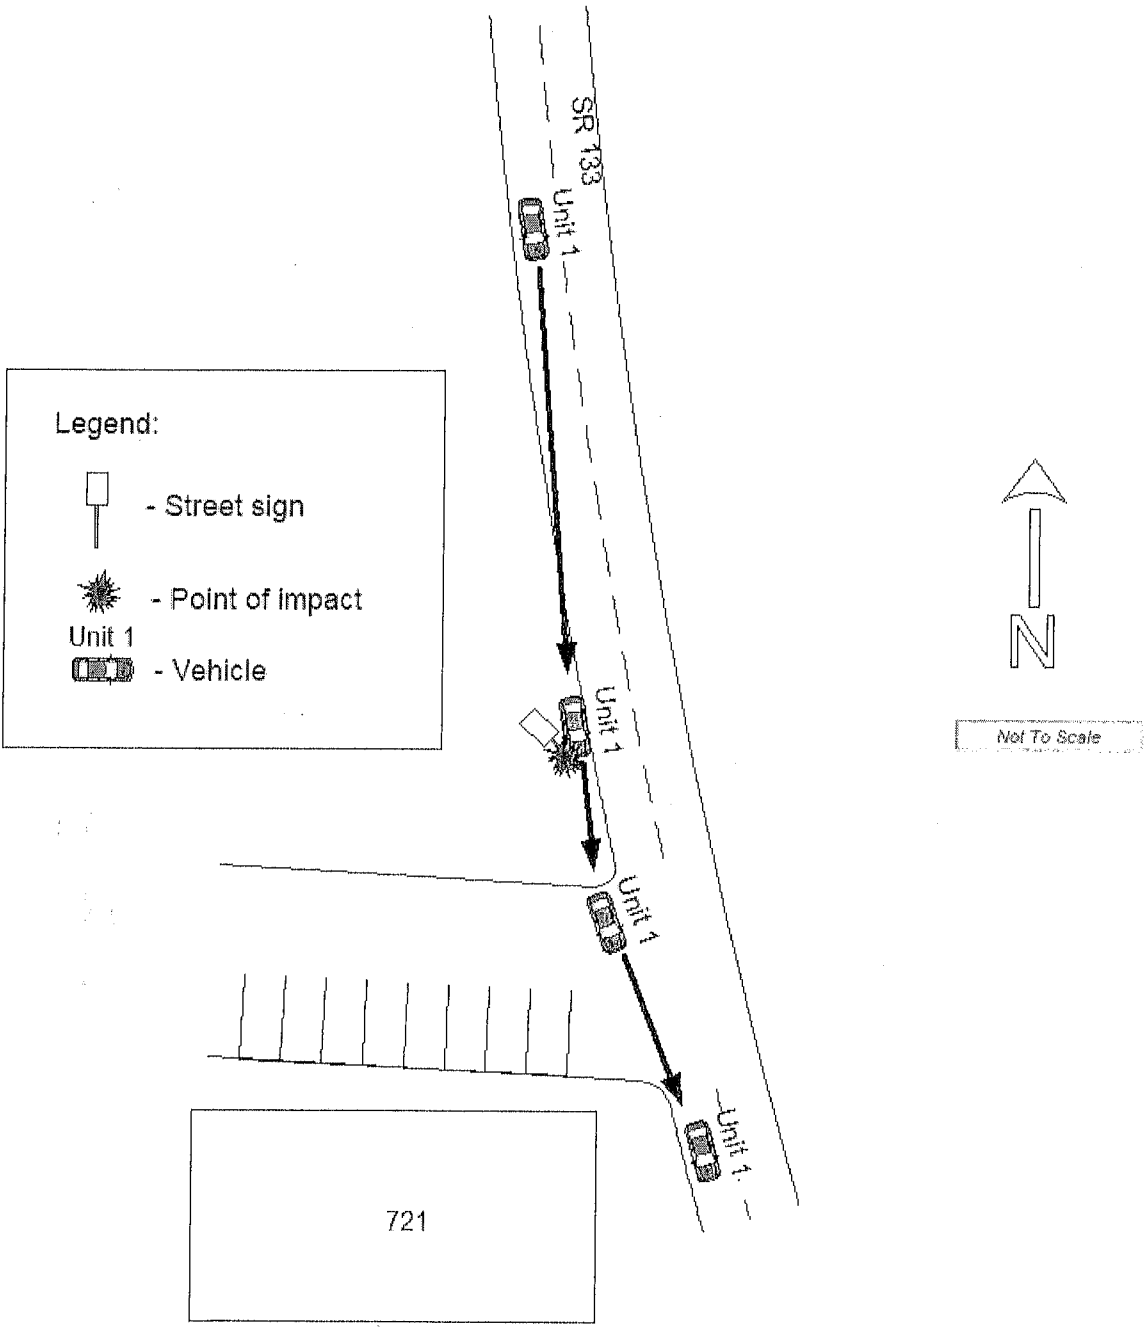 SR 133
Unit 1
Legend:
- Street sign
- Point of impact
Unit 1
- Vehicle
N
Not To Scale
Unit 1
Unit 1
Unit 1
721